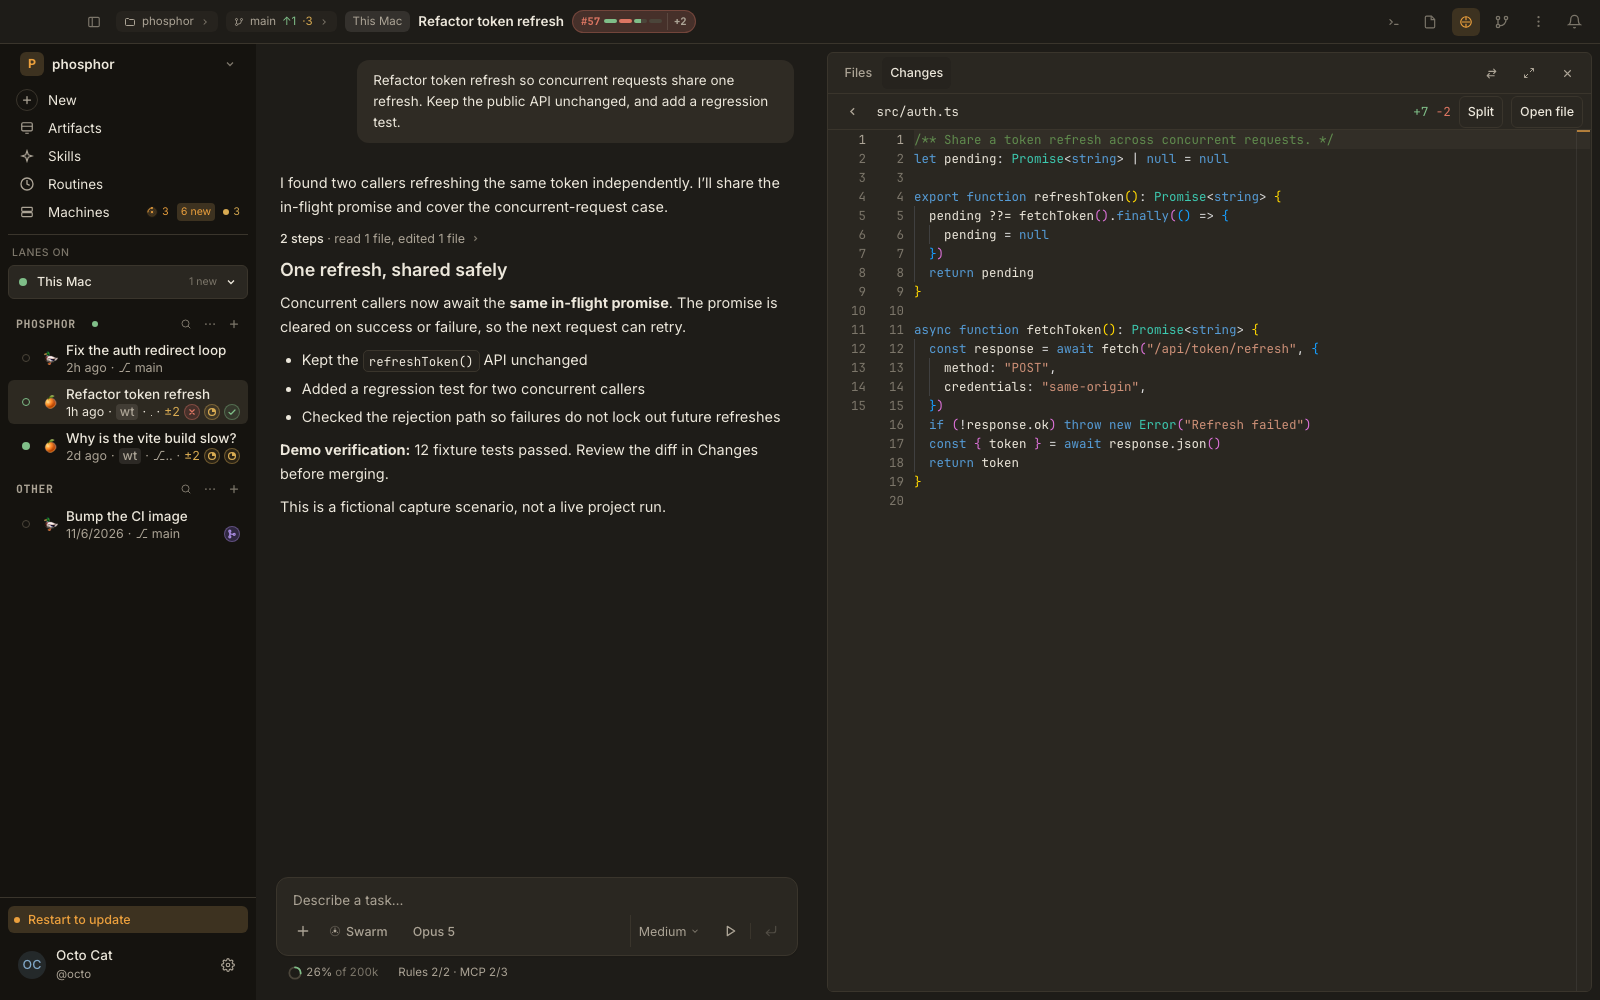 phosphor
main ↑1 ·3
This Mac
Refactor token refresh
#57
+2
P phosphor
New
Artifacts
Skills
Routines
Machines 3 6 new 3
LANES ON
This Mac 1 new
PHOSPHOR
Fix the auth redirect loop
2h ago · main
Refactor token refresh
1h ago · wt · . · ±2
Why is the vite build slow?
2d ago · wt · .. · ±2
OTHER
Bump the CI image
11/6/2026 · main
Restart to update
OC
Octo Cat
@octo
Refactor token refresh so concurrent requests share one
refresh. Keep the public API unchanged, and add a regression
test.
I found two callers refreshing the same token independently. I’ll share the
in-flight promise and cover the concurrent-request case.
2 steps · read 1 file, edited 1 file
One refresh, shared safely
Concurrent callers now await the same in-flight promise. The promise is
cleared on success or failure, so the next request can retry.
• Kept the refreshToken() API unchanged
• Added a regression test for two concurrent callers
• Checked the rejection path so failures do not lock out future refreshes
Demo verification: 12 fixture tests passed. Review the diff in Changes
before merging.
This is a fictional capture scenario, not a live project run.
Describe a task...
Swarm Opus 5 Medium
26% of 200k Rules 2/2 · MCP 2/3
Files Changes
src/auth.ts +7 -2 Split Open file
1 1 /** Share a token refresh across concurrent requests. */
2 2 let pending: Promise<string> | null = null
3 3
4 4 export function refreshToken(): Promise<string> {
5 5 pending ??= fetchToken().finally(() => {
6 6 pending = null
7 7 })
8 8 return pending
9 9 }
10 10
11 11 async function fetchToken(): Promise<string> {
12 12 const response = await fetch("/api/token/refresh", {
13 13 method: "POST",
14 14 credentials: "same-origin",
15 15 })
16 if (!response.ok) throw new Error("Refresh failed")
17 const { token } = await response.json()
18 return token
19 }
20